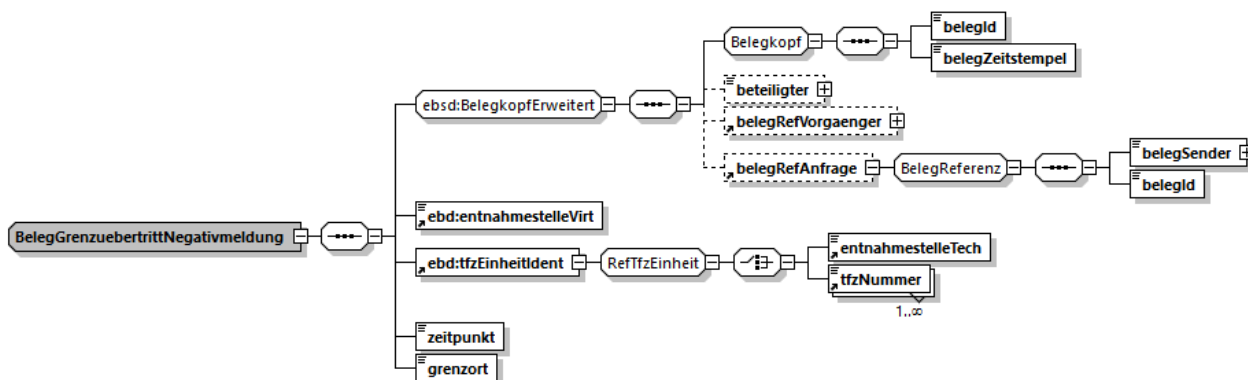 Belegkopf
belegId
belegZeitstempel
ebsd:BelegkopfErweitert
beteiligter
belegRefVorgaenger
belegRefAnfrage
BelegReferenz
belegSender
belegId
BelegGrenzuebertrittNegativmeldung
ebd:entnahmestelleVirt
ebd:tfzEinheitIdent
RefTfzEinheit
entnahmestelleTech
tfzNummer
1..∞
zeitpunkt
grenzort